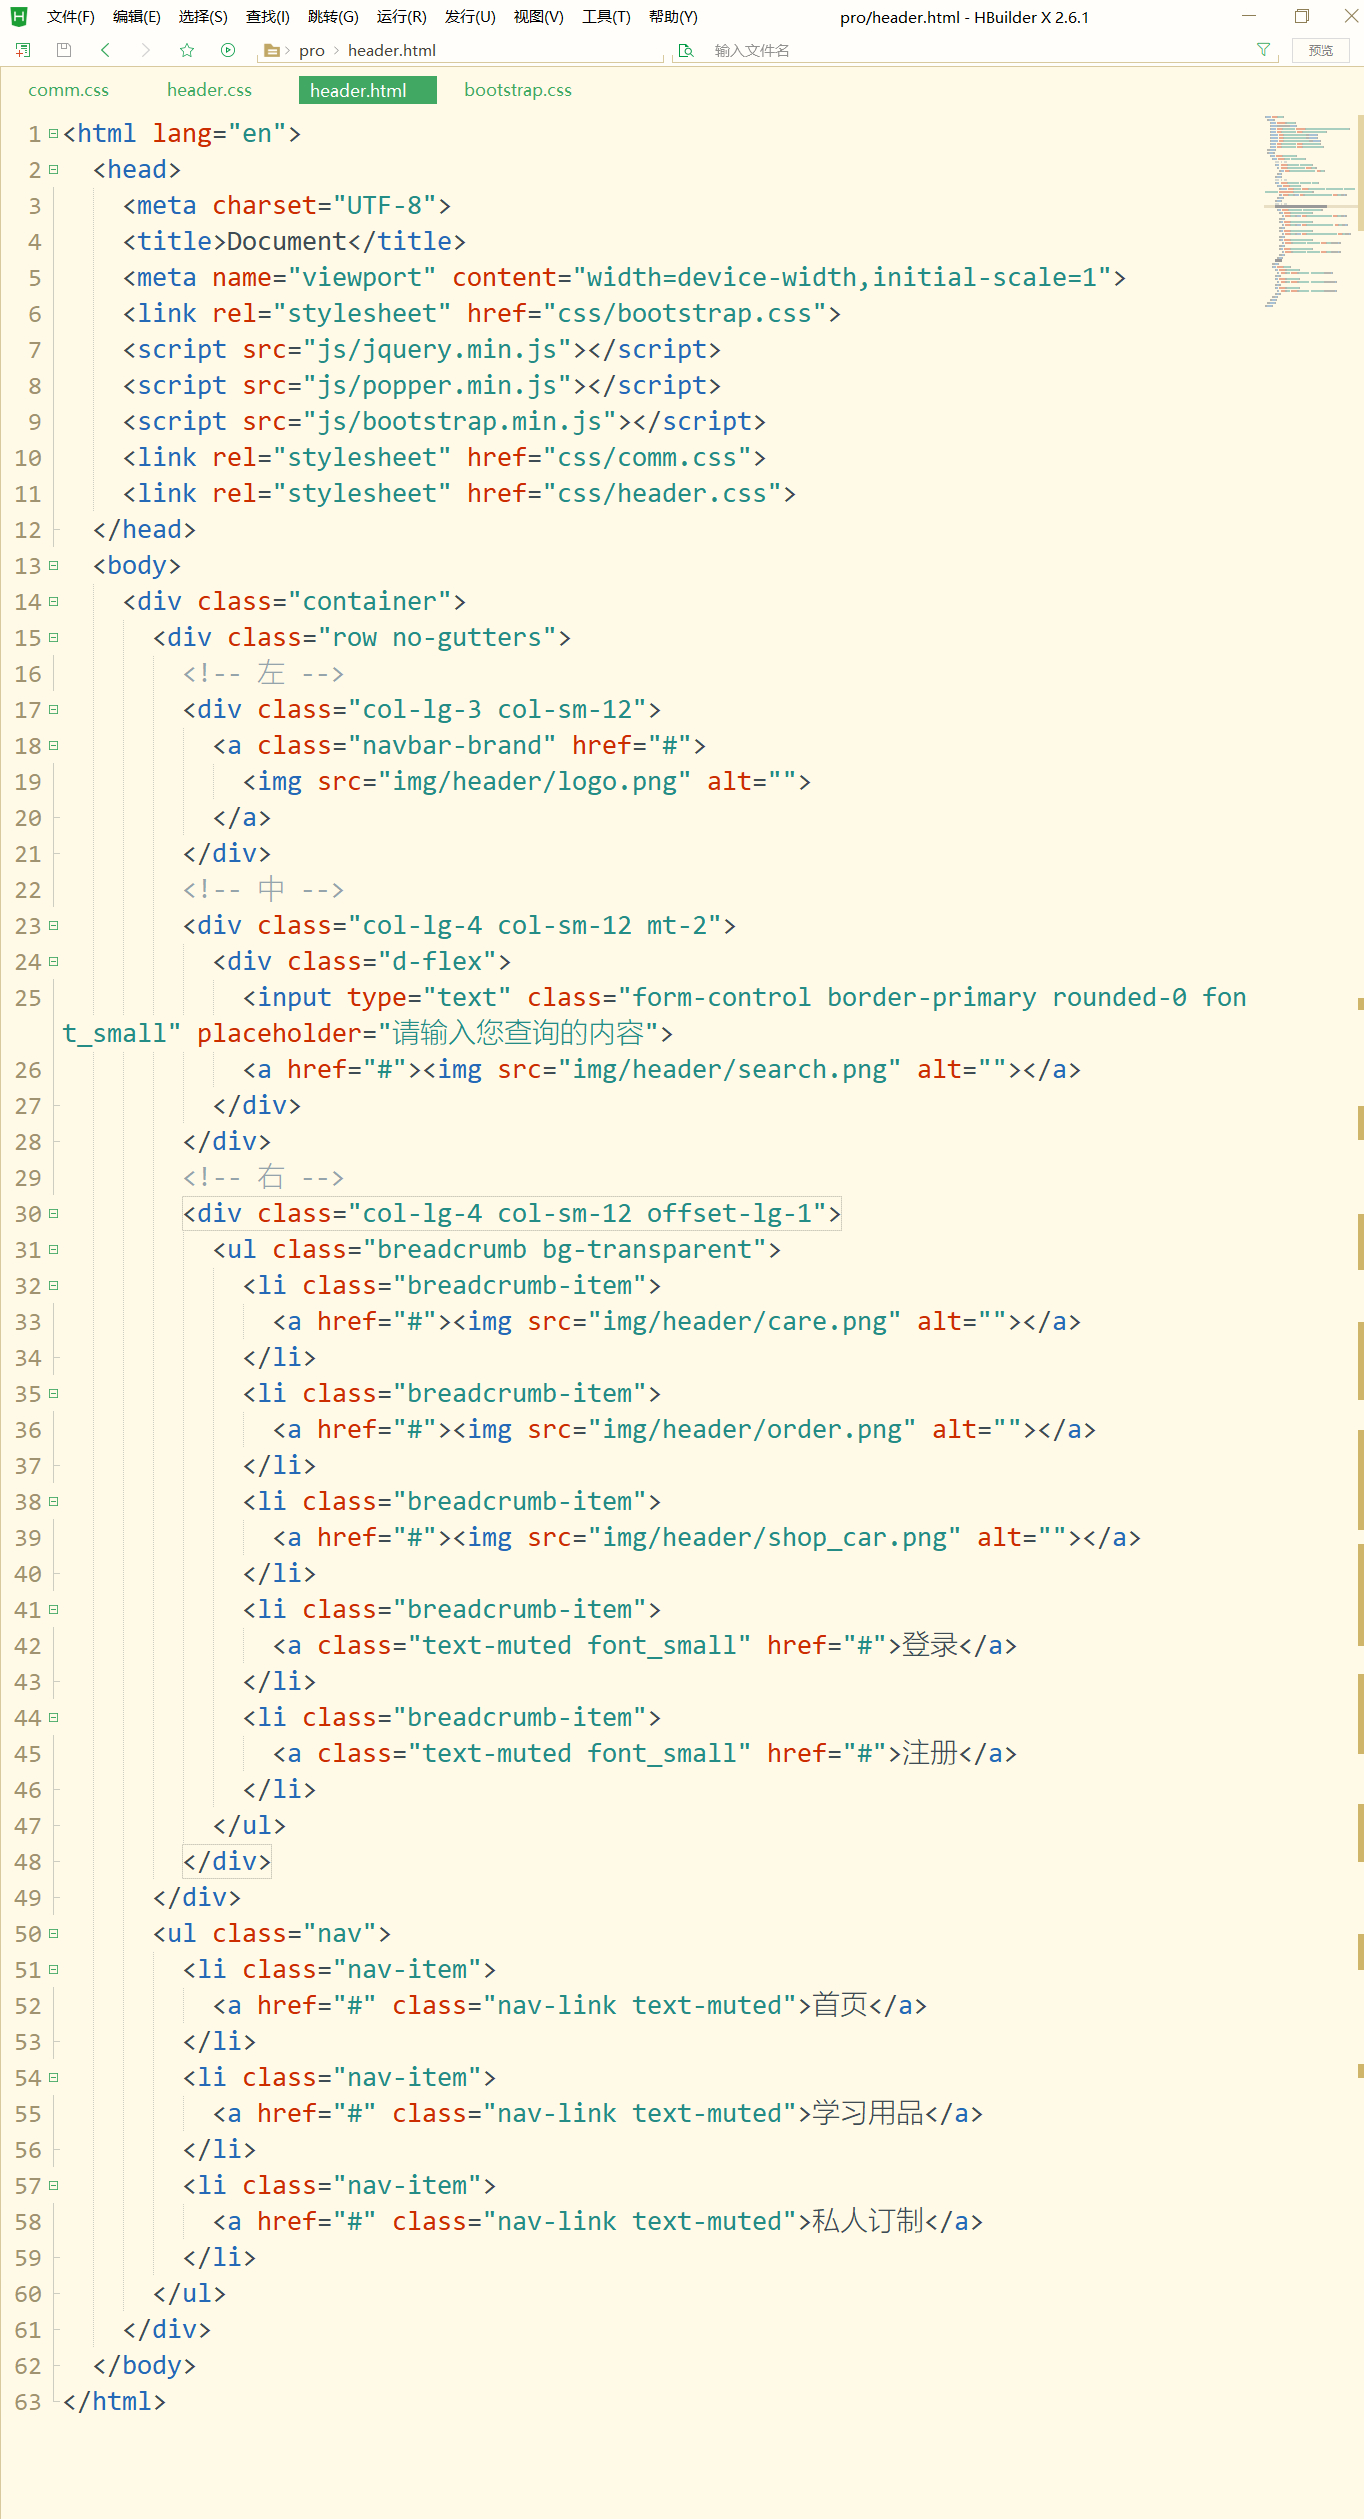 文件(F) 编辑(E) 选择(S) 查找(I) 跳转(G) 运行(R) 发行(U) 视图(V) 工具(T) 帮助(Y) pro/header.html - HBuilder X 2.6.1
pro header.html 输入文件名 预览
comm.css header.css header.html bootstrap.css
1 <html lang="en">
2 <head>
3 <meta charset="UTF-8">
4 <title>Document</title>
5 <meta name="viewport" content="width=device-width,initial-scale=1">
6 <link rel="stylesheet" href="css/bootstrap.css">
7 <script src="js/jquery.min.js"></script>
8 <script src="js/popper.min.js"></script>
9 <script src="js/bootstrap.min.js"></script>
10 <link rel="stylesheet" href="css/comm.css">
11 <link rel="stylesheet" href="css/header.css">
12 </head>
13 <body>
14 <div class="container">
15 <div class="row no-gutters">
16 <!-- 左 -->
17 <div class="col-lg-3 col-sm-12">
18 <a class="navbar-brand" href="#">
19 <img src="img/header/logo.png" alt="">
20 </a>
21 </div>
22 <!-- 中 -->
23 <div class="col-lg-4 col-sm-12 mt-2">
24 <div class="d-flex">
25 <input type="text" class="form-control border-primary rounded-0 fon
t_small" placeholder="请输入您查询的内容">
26 <a href="#"><img src="img/header/search.png" alt=""></a>
27 </div>
28 </div>
29 <!-- 右 -->
30 <div class="col-lg-4 col-sm-12 offset-lg-1">
31 <ul class="breadcrumb bg-transparent">
32 <li class="breadcrumb-item">
33 <a href="#"><img src="img/header/care.png" alt=""></a>
34 </li>
35 <li class="breadcrumb-item">
36 <a href="#"><img src="img/header/order.png" alt=""></a>
37 </li>
38 <li class="breadcrumb-item">
39 <a href="#"><img src="img/header/shop_car.png" alt=""></a>
40 </li>
41 <li class="breadcrumb-item">
42 <a class="text-muted font_small" href="#">登录</a>
43 </li>
44 <li class="breadcrumb-item">
45 <a class="text-muted font_small" href="#">注册</a>
46 </li>
47 </ul>
48 </div>
49 </div>
50 <ul class="nav">
51 <li class="nav-item">
52 <a href="#" class="nav-link text-muted">首页</a>
53 </li>
54 <li class="nav-item">
55 <a href="#" class="nav-link text-muted">学习用品</a>
56 </li>
57 <li class="nav-item">
58 <a href="#" class="nav-link text-muted">私人订制</a>
59 </li>
60 </ul>
61 </div>
62 </body>
63 </html>